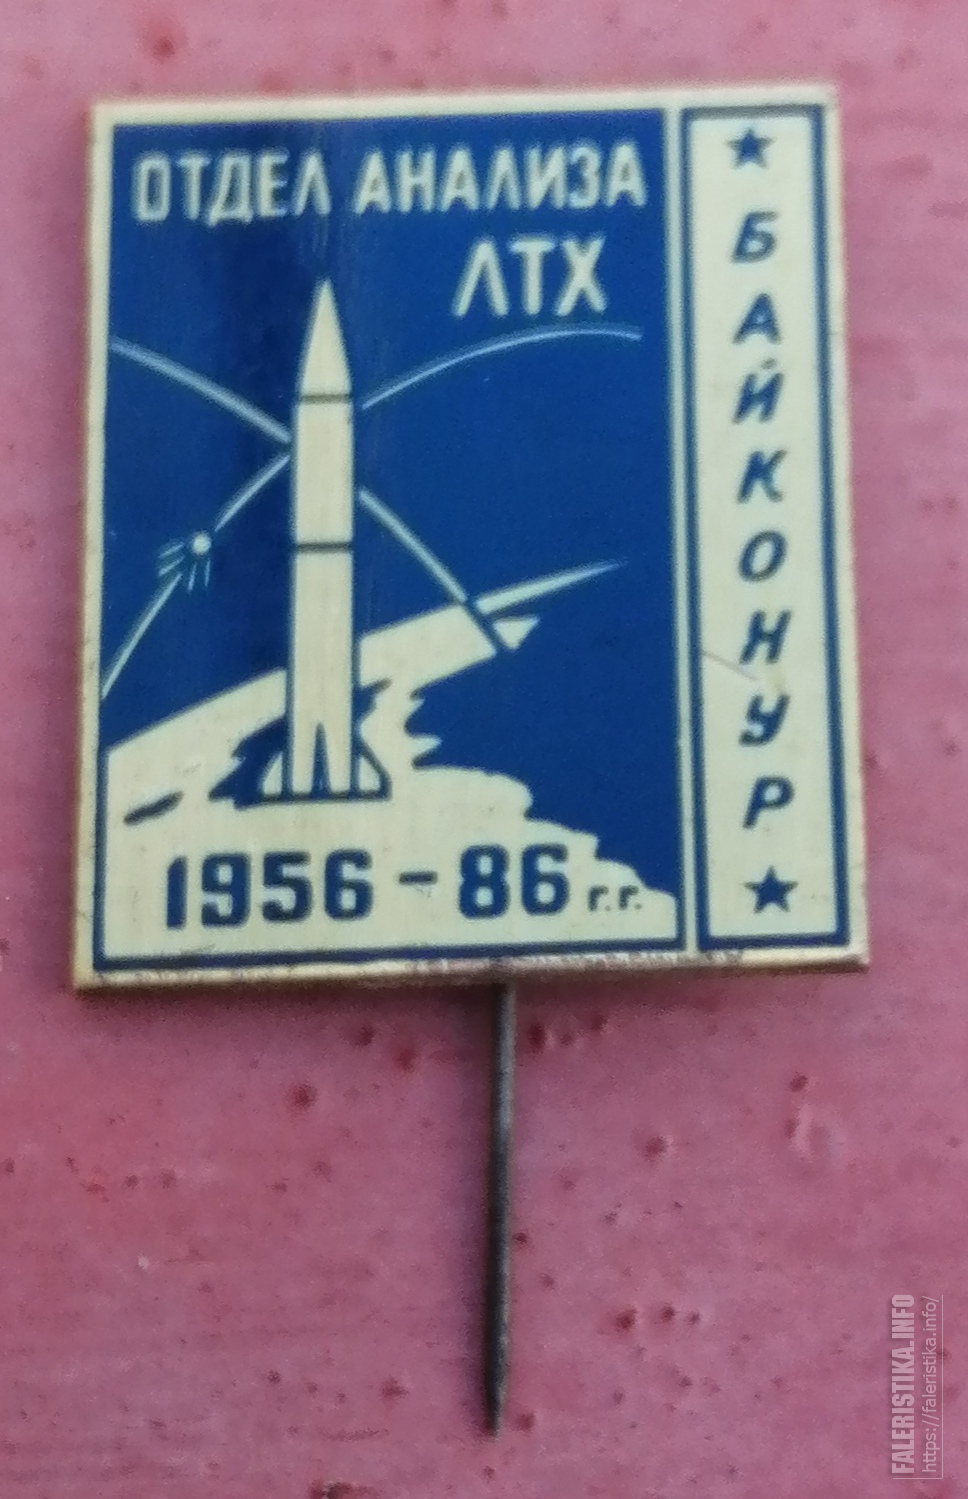 ОТДЕЛ АНАЛИЗА
ЛТХ
1956-86 г.г.
★ БАЙКОНУР ★
FALERISTIKA.INFO
https://faleristika.info/